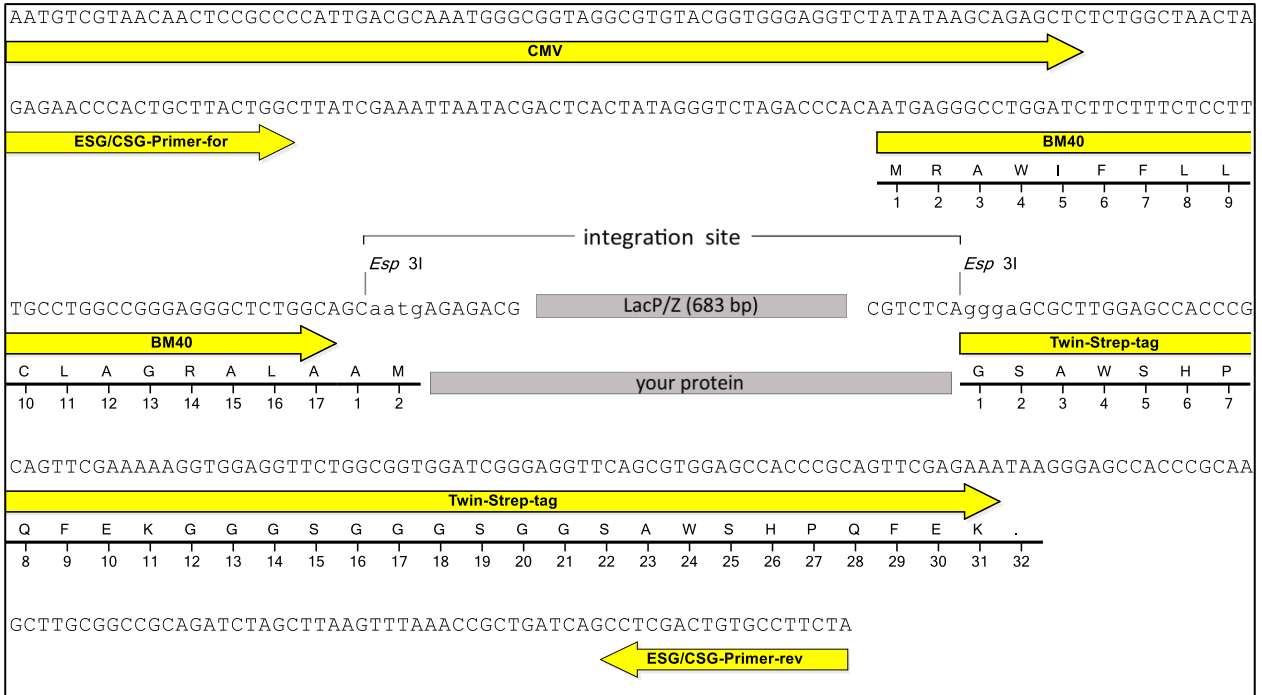 AATGTCGTAACAACTCCGCCCCATTGACGCAAATGGGCGGTAGGCGTGTACGGTGGGAGGTCTATATAAGCAGAGCTCTCTGGCTAACTA
CMV
GAGAACCCACTGCTTACTGGCTTATCGAAATTAATACGACTCACTATAGGGTCTAGACCCACAATGAGGGCCTGGATCTTCTTTCTCCTT
ESG/CSG-Primer-for BM40
M R A W I F F L L
1 2 3 4 5 6 7 8 9
integration site
Esp 3I Esp 3I
TGCCTGGCCGGGAGGGCTCTGGCAGCaatgAGAGACG LacP/Z (683 bp) CGTCTCAgggaGCGCTTGGAGCCACCCG
BM40 Twin-Strep-tag
C L A G R A L A A M your protein G S A W S H P
10 11 12 13 14 15 16 17 1 2 1 2 3 4 5 6 7
CAGTTCGAAAAAGGTGGAGGTTCTGGCGGTGGATCGGGAGGTTCAGCGTGGAGCCACCCGCAGTTCGAGAAATAAGGGAGCCACCCGCAA
Twin-Strep-tag
Q F E K G G G S G G G S G G S A W S H P Q F E K .
8 9 10 11 12 13 14 15 16 17 18 19 20 21 22 23 24 25 26 27 28 29 30 31 32
GCTTGCGGCCGCAGATCTAGCTTAAGTTTAAACCGCTGATCAGCCTCGACTGTGCCTTCTA
ESG/CSG-Primer-rev